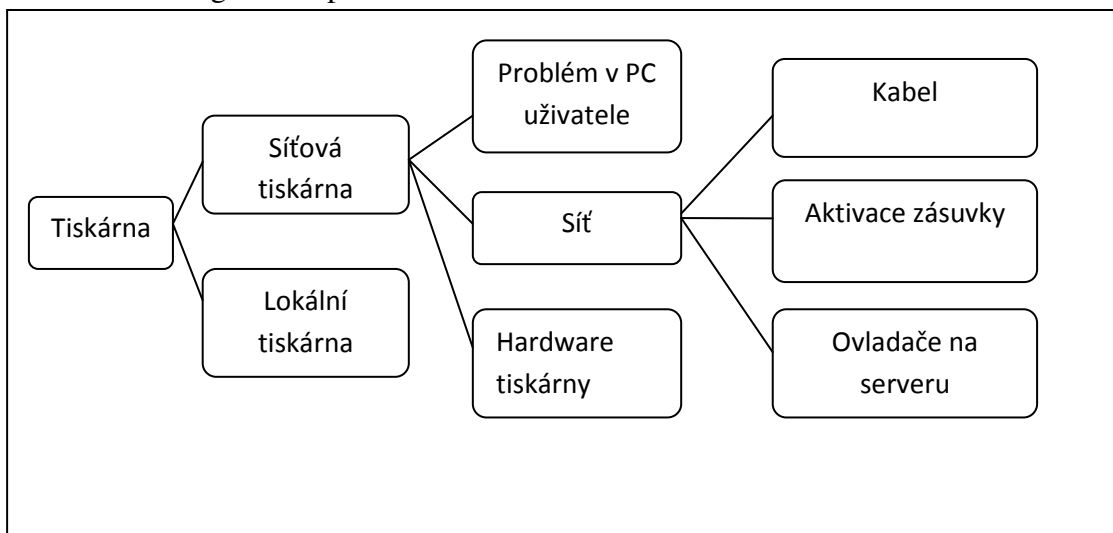 Tiskárna
Síťová
tiskárna
Lokální
tiskárna
Problém v PC
uživatele
Síť
Hardware
tiskárny
Kabel
Aktivace zásuvky
Ovladače na
serveru